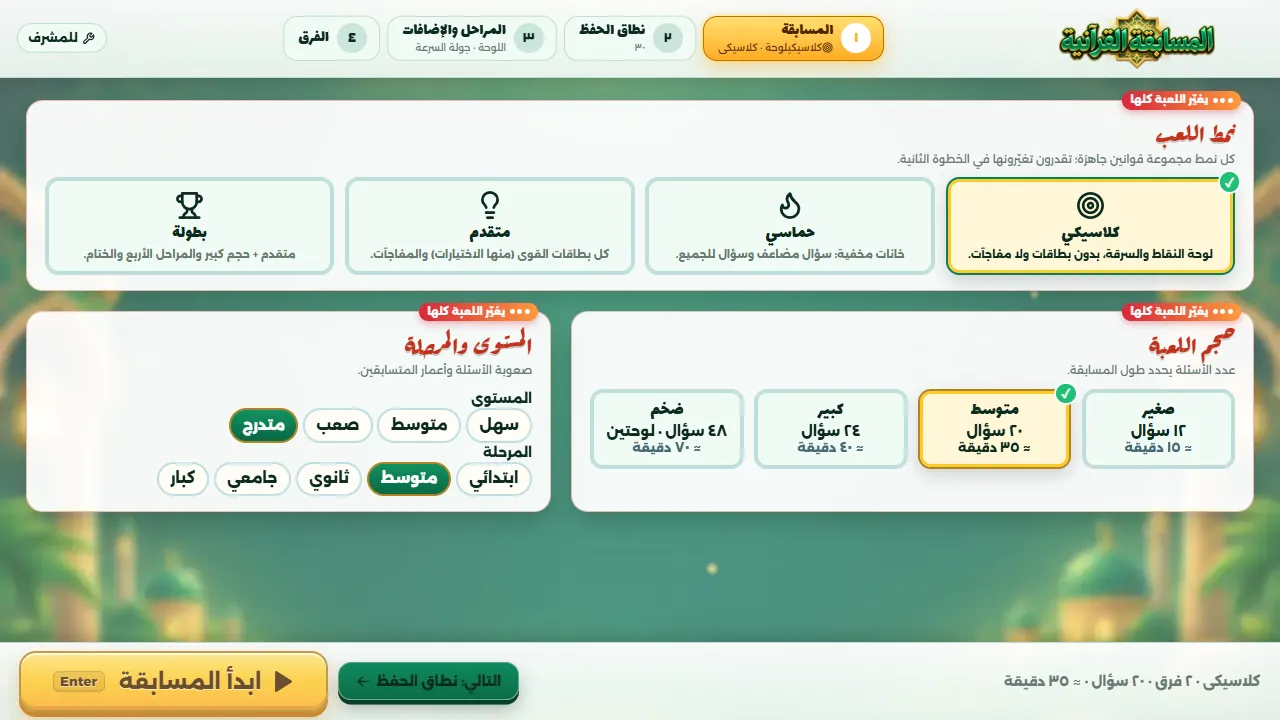 المسابقة القرآنية
١
المسابقة
كلاسيكيلوحة · كلاسيكي
٢
نطاق الحفظ
٣٠
٣
المراحل والإضافات
اللوحة · جولة السرعة
٤
الفرق
للمشرف
يغيّر اللعبة كلها
نمط اللعب
كل نمط مجموعة قوانين جاهزة؛ تقدرون تغيّرونها في الخطوة الثانية.
كلاسيكي
لوحة النقاط والسرقة، بدون بطاقات ولا مفاجآت.
حماسي
خانات مخفية: سؤال مضاعف وسؤال للجميع.
متقدم
كل بطاقات القوى (منها الاختيارات) والمفاجآت.
بطولة
متقدم + حجم كبير والمراحل الأربع والختام.
يغيّر اللعبة كلها
حجم اللعبة
عدد الأسئلة يحدد طول المسابقة.
صغير
١٢ سؤال
≈ ١٥ دقيقة
متوسط
٢٠ سؤال
≈ ٣٥ دقيقة
كبير
٢٤ سؤال
≈ ٤٠ دقيقة
ضخم
٤٨ سؤال · لوحتين
≈ ٧٠ دقيقة
يغيّر اللعبة كلها
المستوى والمرحلة
صعوبة الأسئلة وأعمار المتسابقين.
المستوى
سهل
متوسط
صعب
متدرج
المرحلة
ابتدائي
متوسط
ثانوي
جامعي
كبار
كلاسيكي · ٢ فرق · ٢٠ سؤال · ≈ ٣٥ دقيقة
التالي: نطاق الحفظ ←
ابدأ المسابقة Enter